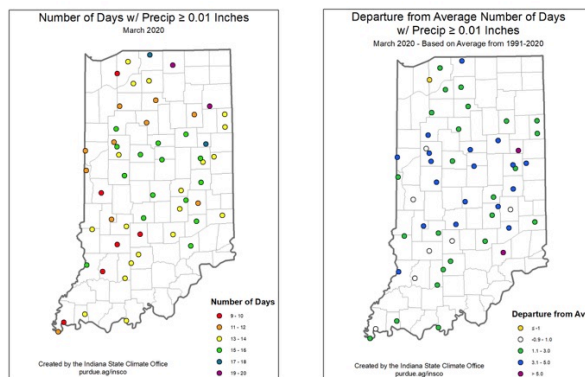 Number of Days w/ Precip ≥ 0.01 Inches
March 2020
Number of Days
9 - 10
11 - 12
13 - 14
15 - 16
17 - 18
19 - 20
Created by the Indiana State Climate Office
purdue.ag/insco
Departure from Average Number of Days
w/ Precip ≥ 0.01 Inches
March 2020 - Based on Average from 1991-2020
Departure from Av
≤ -1
-0.9 - 1.0
1.1 - 3.0
3.1 - 5.0
> 5.0
Created by the Indiana State Climate Office
purdue.ag/insco